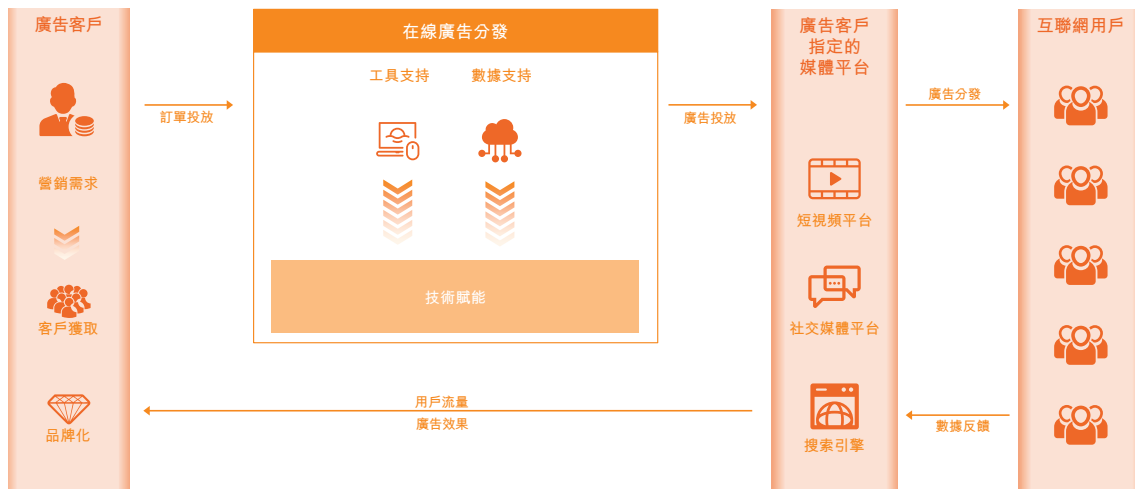 廣告客戶
營銷需求
客戶獲取
品牌化
訂單投放
在線廣告分發
工具支持
數據支持
技術賦能
廣告投放
廣告客戶
指定的
媒體平台
短視頻平台
社交媒體平台
搜索引擎
廣告分發
數據反饋
互聯網用戶
用戶流量
廣告效果